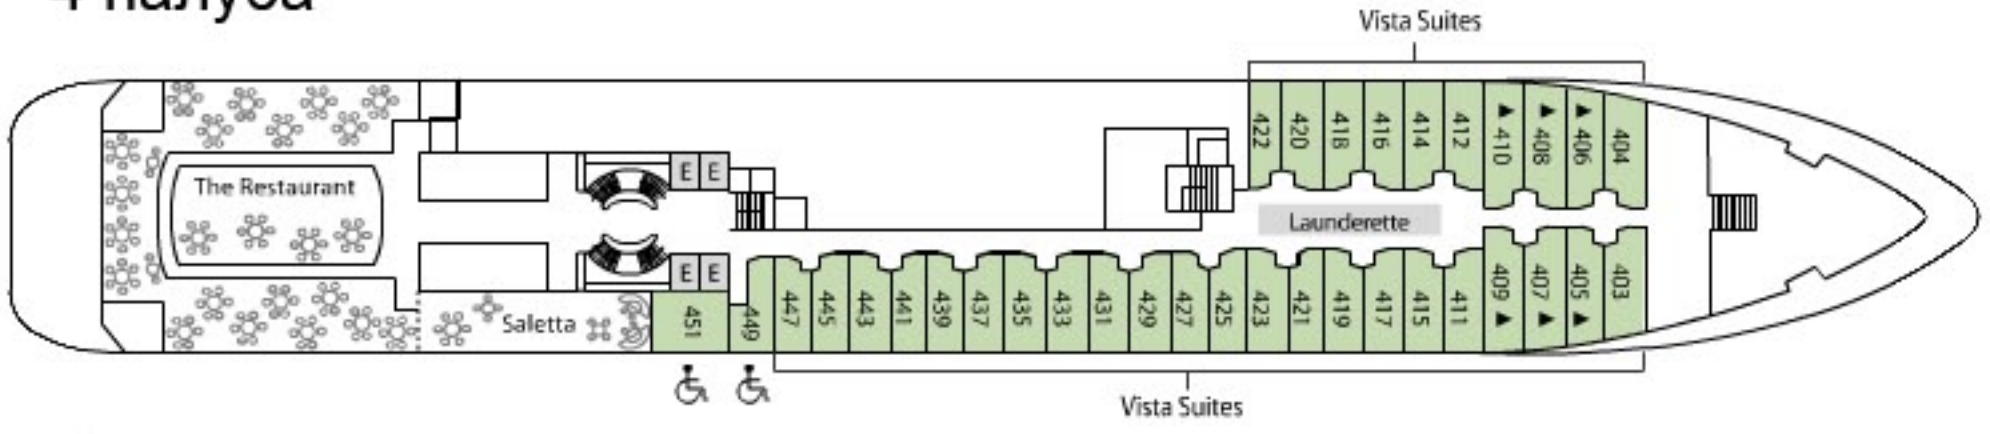 4 палуба
Vista Suites
422 420 418 416 414 412 410 408 406 404
The Restaurant
E E
Launderette
E E
Saletta
451 449 447 445 443 441 439 437 435 433 431 429 427 425 423 421 419 417 415 411 409 407 405 403
Vista Suites